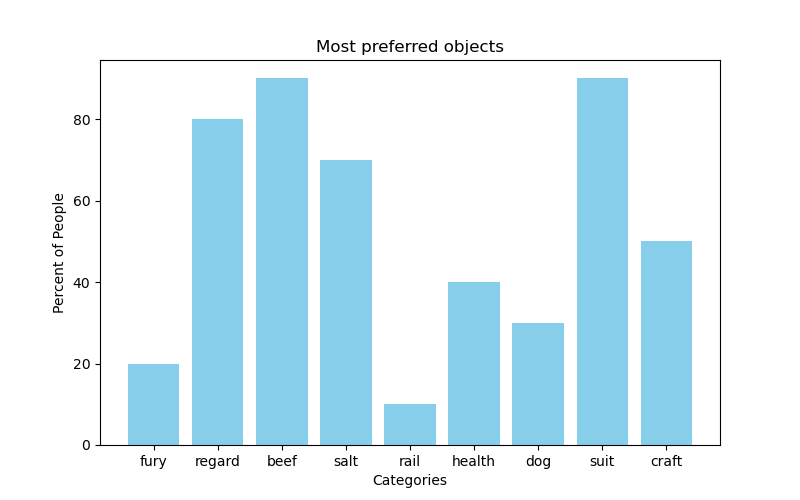 Most preferred objects
Percent of People
80
60
40
20
0
fury regard beef salt rail health dog suit craft
Categories